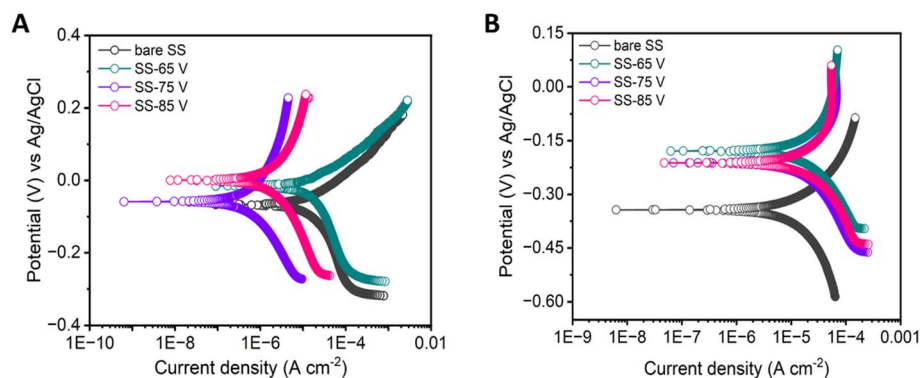 A
0.4
0.2
0.0
−0.2
−0.4
Potential (V) vs Ag/AgCl
bare SS
SS-65 V
SS-75 V
SS-85 V
1E−10
1E−8
1E−6
1E−4
0.01
Current density (A cm⁻²)
B
0.15
0.00
−0.15
−0.30
−0.45
−0.60
Potential (V) vs Ag/AgCl
bare SS
SS-65 V
SS-75 V
SS-85 V
1E−9
1E−8
1E−7
1E−6
1E−5
1E−4
0.001
Current density (A cm⁻²)